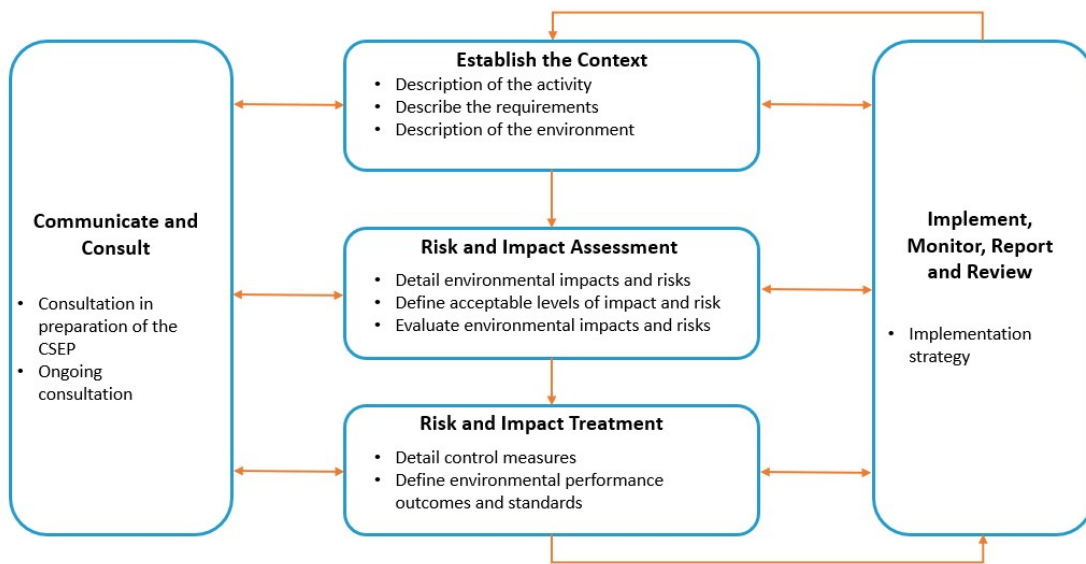 Communicate and
Consult
• Consultation in
preparation of the
CSEP
• Ongoing
consultation
Establish the Context
• Description of the activity
• Describe the requirements
• Description of the environment
Risk and Impact Assessment
• Detail environmental impacts and risks
• Define acceptable levels of impact and risk
• Evaluate environmental impacts and risks
Risk and Impact Treatment
• Detail control measures
• Define environmental performance
outcomes and standards
Implement,
Monitor, Report
and Review
• Implementation
strategy